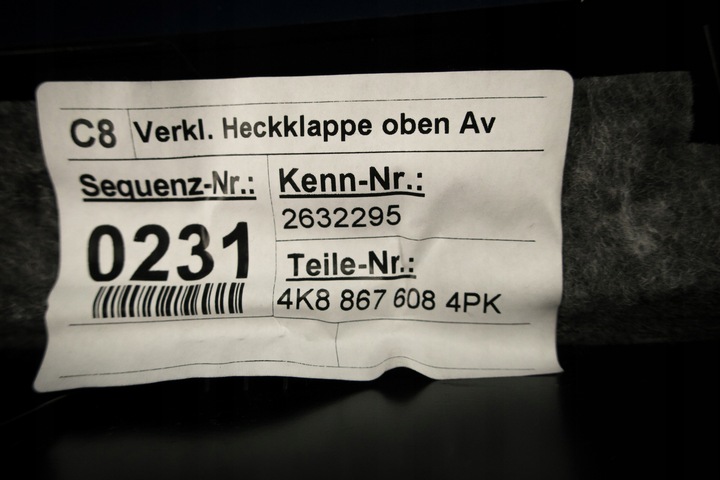 C8 Verkl. Heckklappe oben Av
Sequenz-Nr.:
0231
Kenn-Nr.:
2632295
Teile-Nr.:
4K8 867 608 4PK